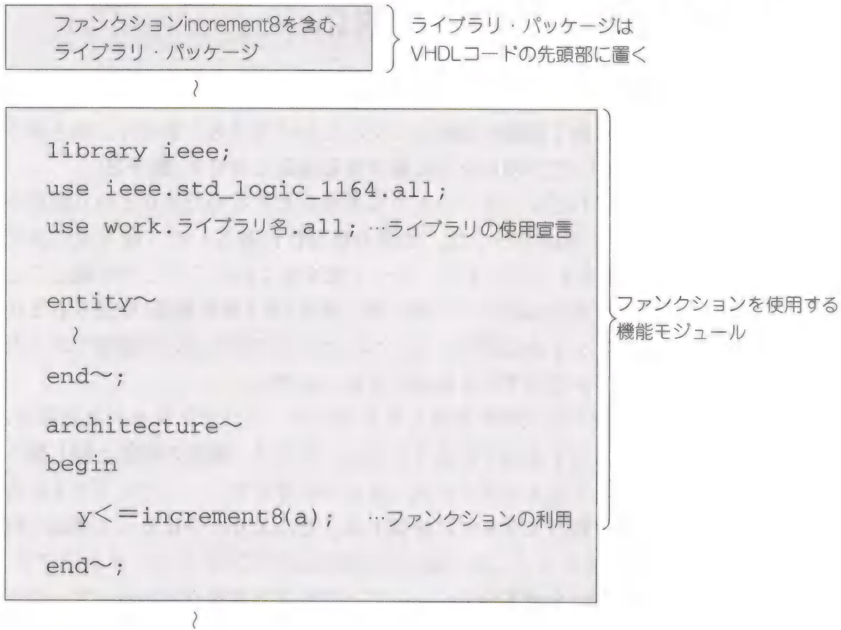 ファンクションincrement8を含む
ライブラリ・パッケージ
ライブラリ・パッケージは
VHDLコードの先頭部に置く
~
library ieee;
use ieee.std_logic_1164.all;
use work.ライブラリ名.all; …ライブラリの使用宣言
entity~
~
end~;
architecture~
begin
y<=increment8(a); …ファンクションの利用
end~;
ファンクションを使用する
機能モジュール
~